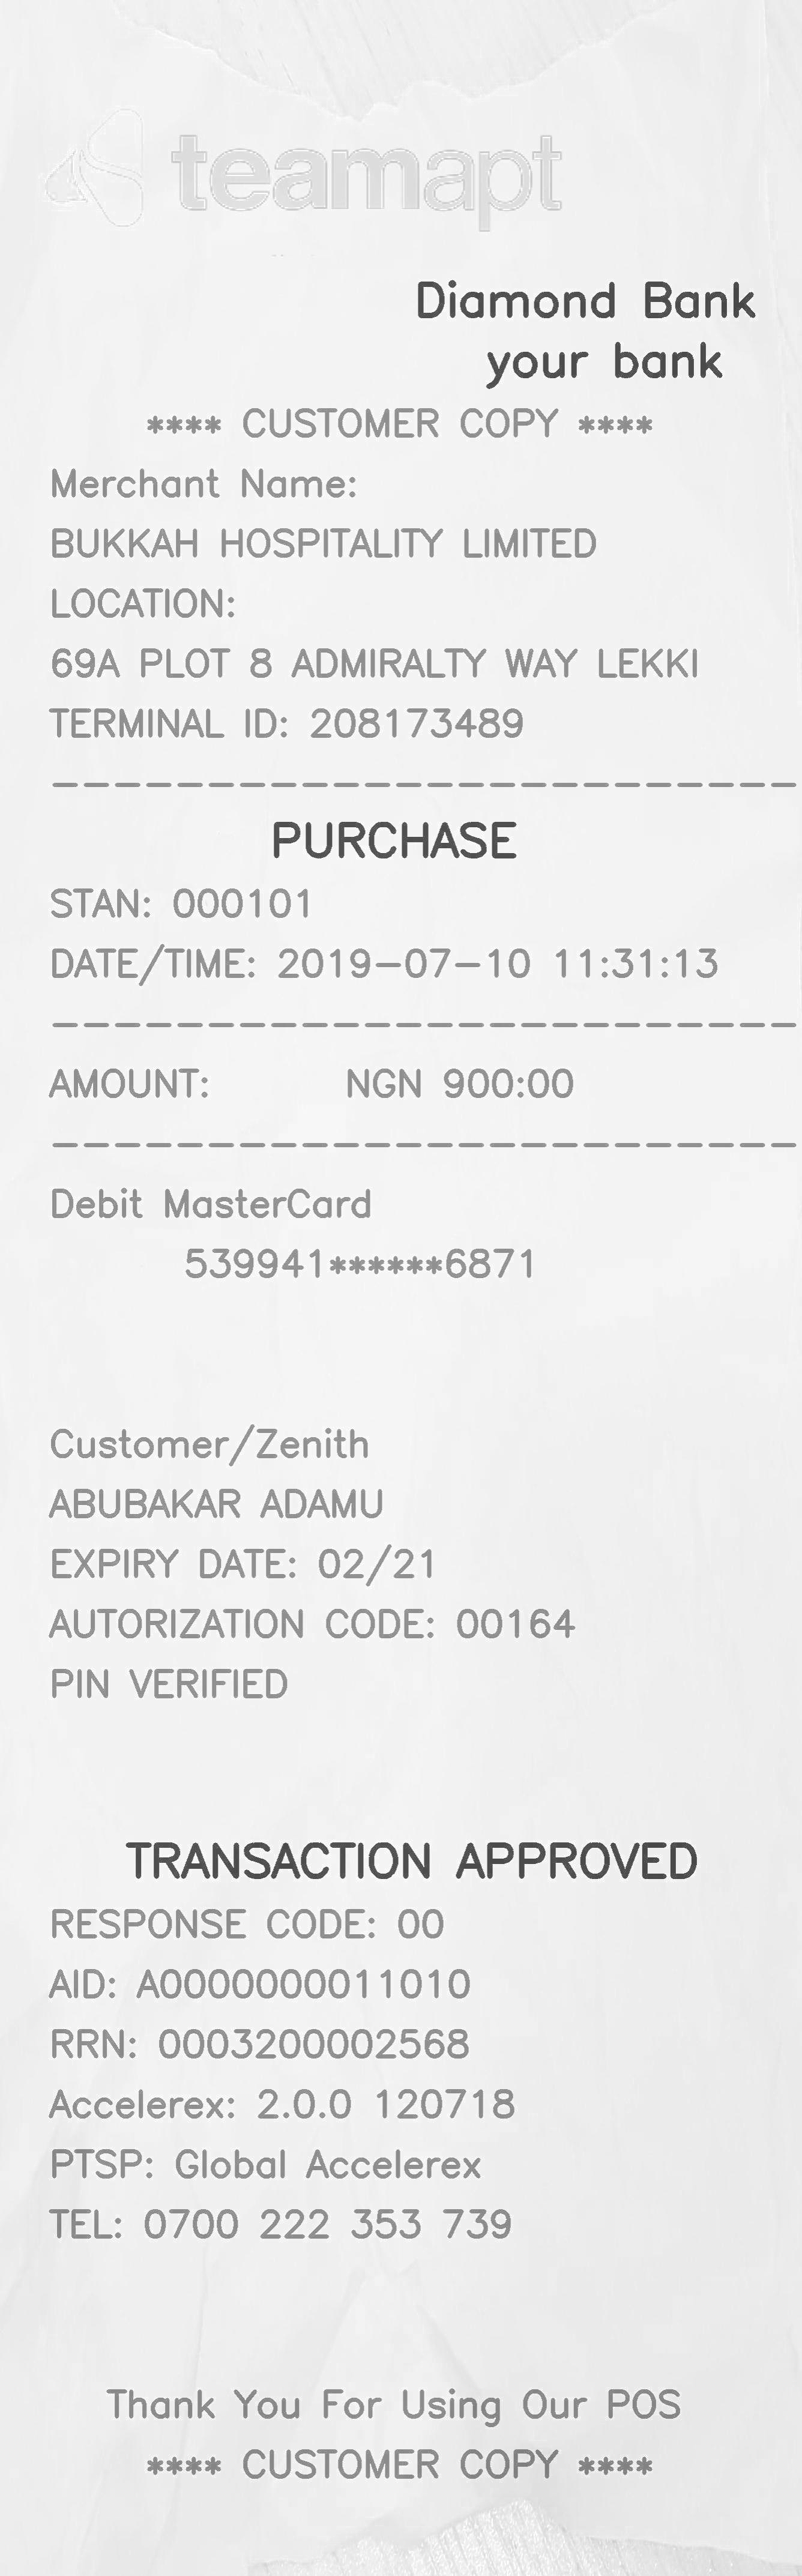 teamapt
Diamond Bank
your bank
**** CUSTOMER COPY ****
Merchant Name:
BUKKAH HOSPITALITY LIMITED
LOCATION:
69A PLOT 8 ADMIRALTY WAY LEKKI
TERMINAL ID: 208173489
------------------------
PURCHASE
STAN: 000101
DATE/TIME: 2019-07-10 11:31:13
------------------------
AMOUNT: NGN 900:00
------------------------
Debit MasterCard
539941******6871
Customer/Zenith
ABUBAKAR ADAMU
EXPIRY DATE: 02/21
AUTORIZATION CODE: 00164
PIN VERIFIED
TRANSACTION APPROVED
RESPONSE CODE: 00
AID: A0000000011010
RRN: 0003200002568
Accelerex: 2.0.0 120718
PTSP: Global Accelerex
TEL: 0700 222 353 739
Thank You For Using Our POS
**** CUSTOMER COPY ****